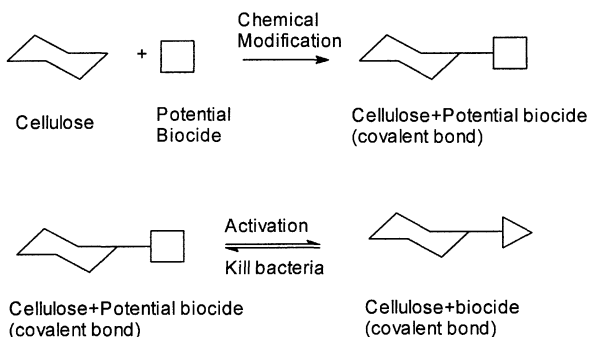 Chemical
Modification
+
Cellulose
Potential
Biocide
Cellulose+Potential biocide
(covalent bond)
Activation
Kill bacteria
Cellulose+Potential biocide
(covalent bond)
Cellulose+biocide
(covalent bond)